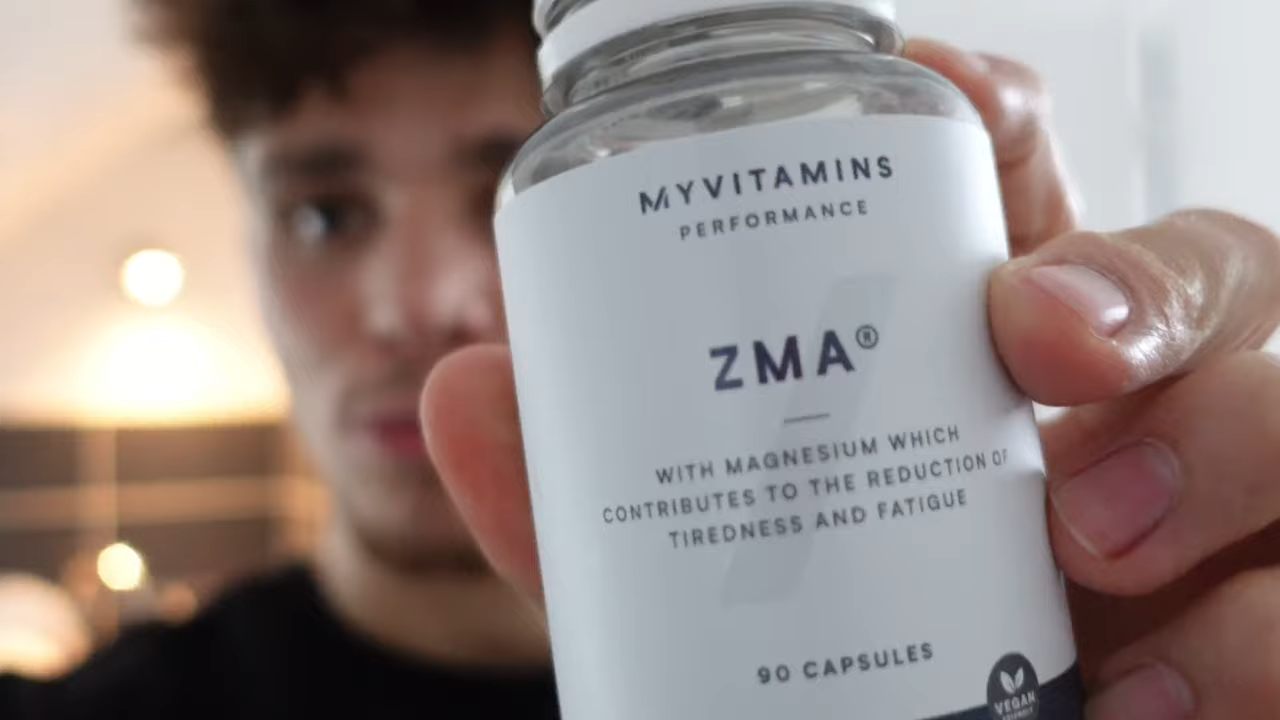 MYVITAMINS
PERFORMANCE
ZMA®
WITH MAGNESIUM WHICH
CONTRIBUTES TO THE REDUCTION OF
TIREDNESS AND FATIGUE
90 CAPSULES
VEGAN